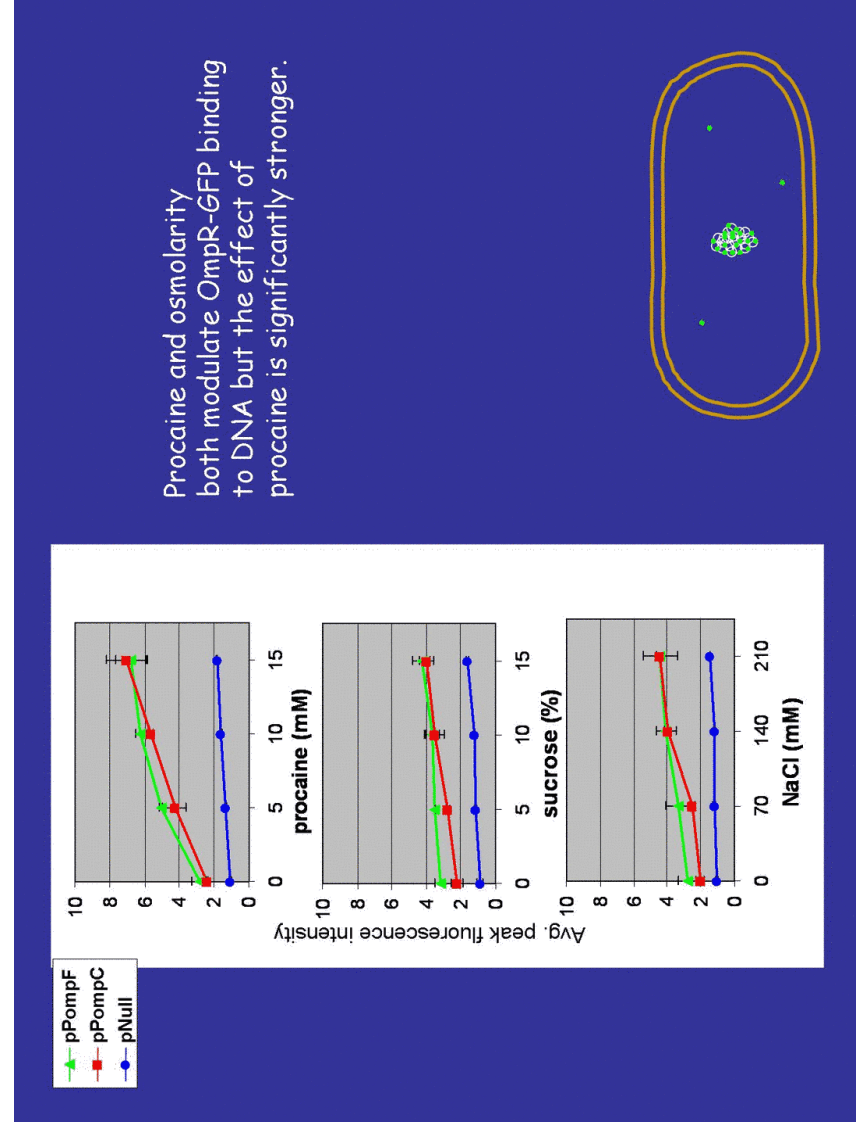 Procaine and osmolarity
both modulate OmpR-GFP binding
to DNA but the effect of
procaine is significantly stronger.
pPompF
pPompC
pNull
Avg. peak fluorescence intensity
10
8
6
4
2
0
0 5 10 15
procaine (mM)
10
8
6
4
2
0
0 5 10 15
sucrose (%)
10
8
6
4
2
0
0 70 140 210
NaCl (mM)